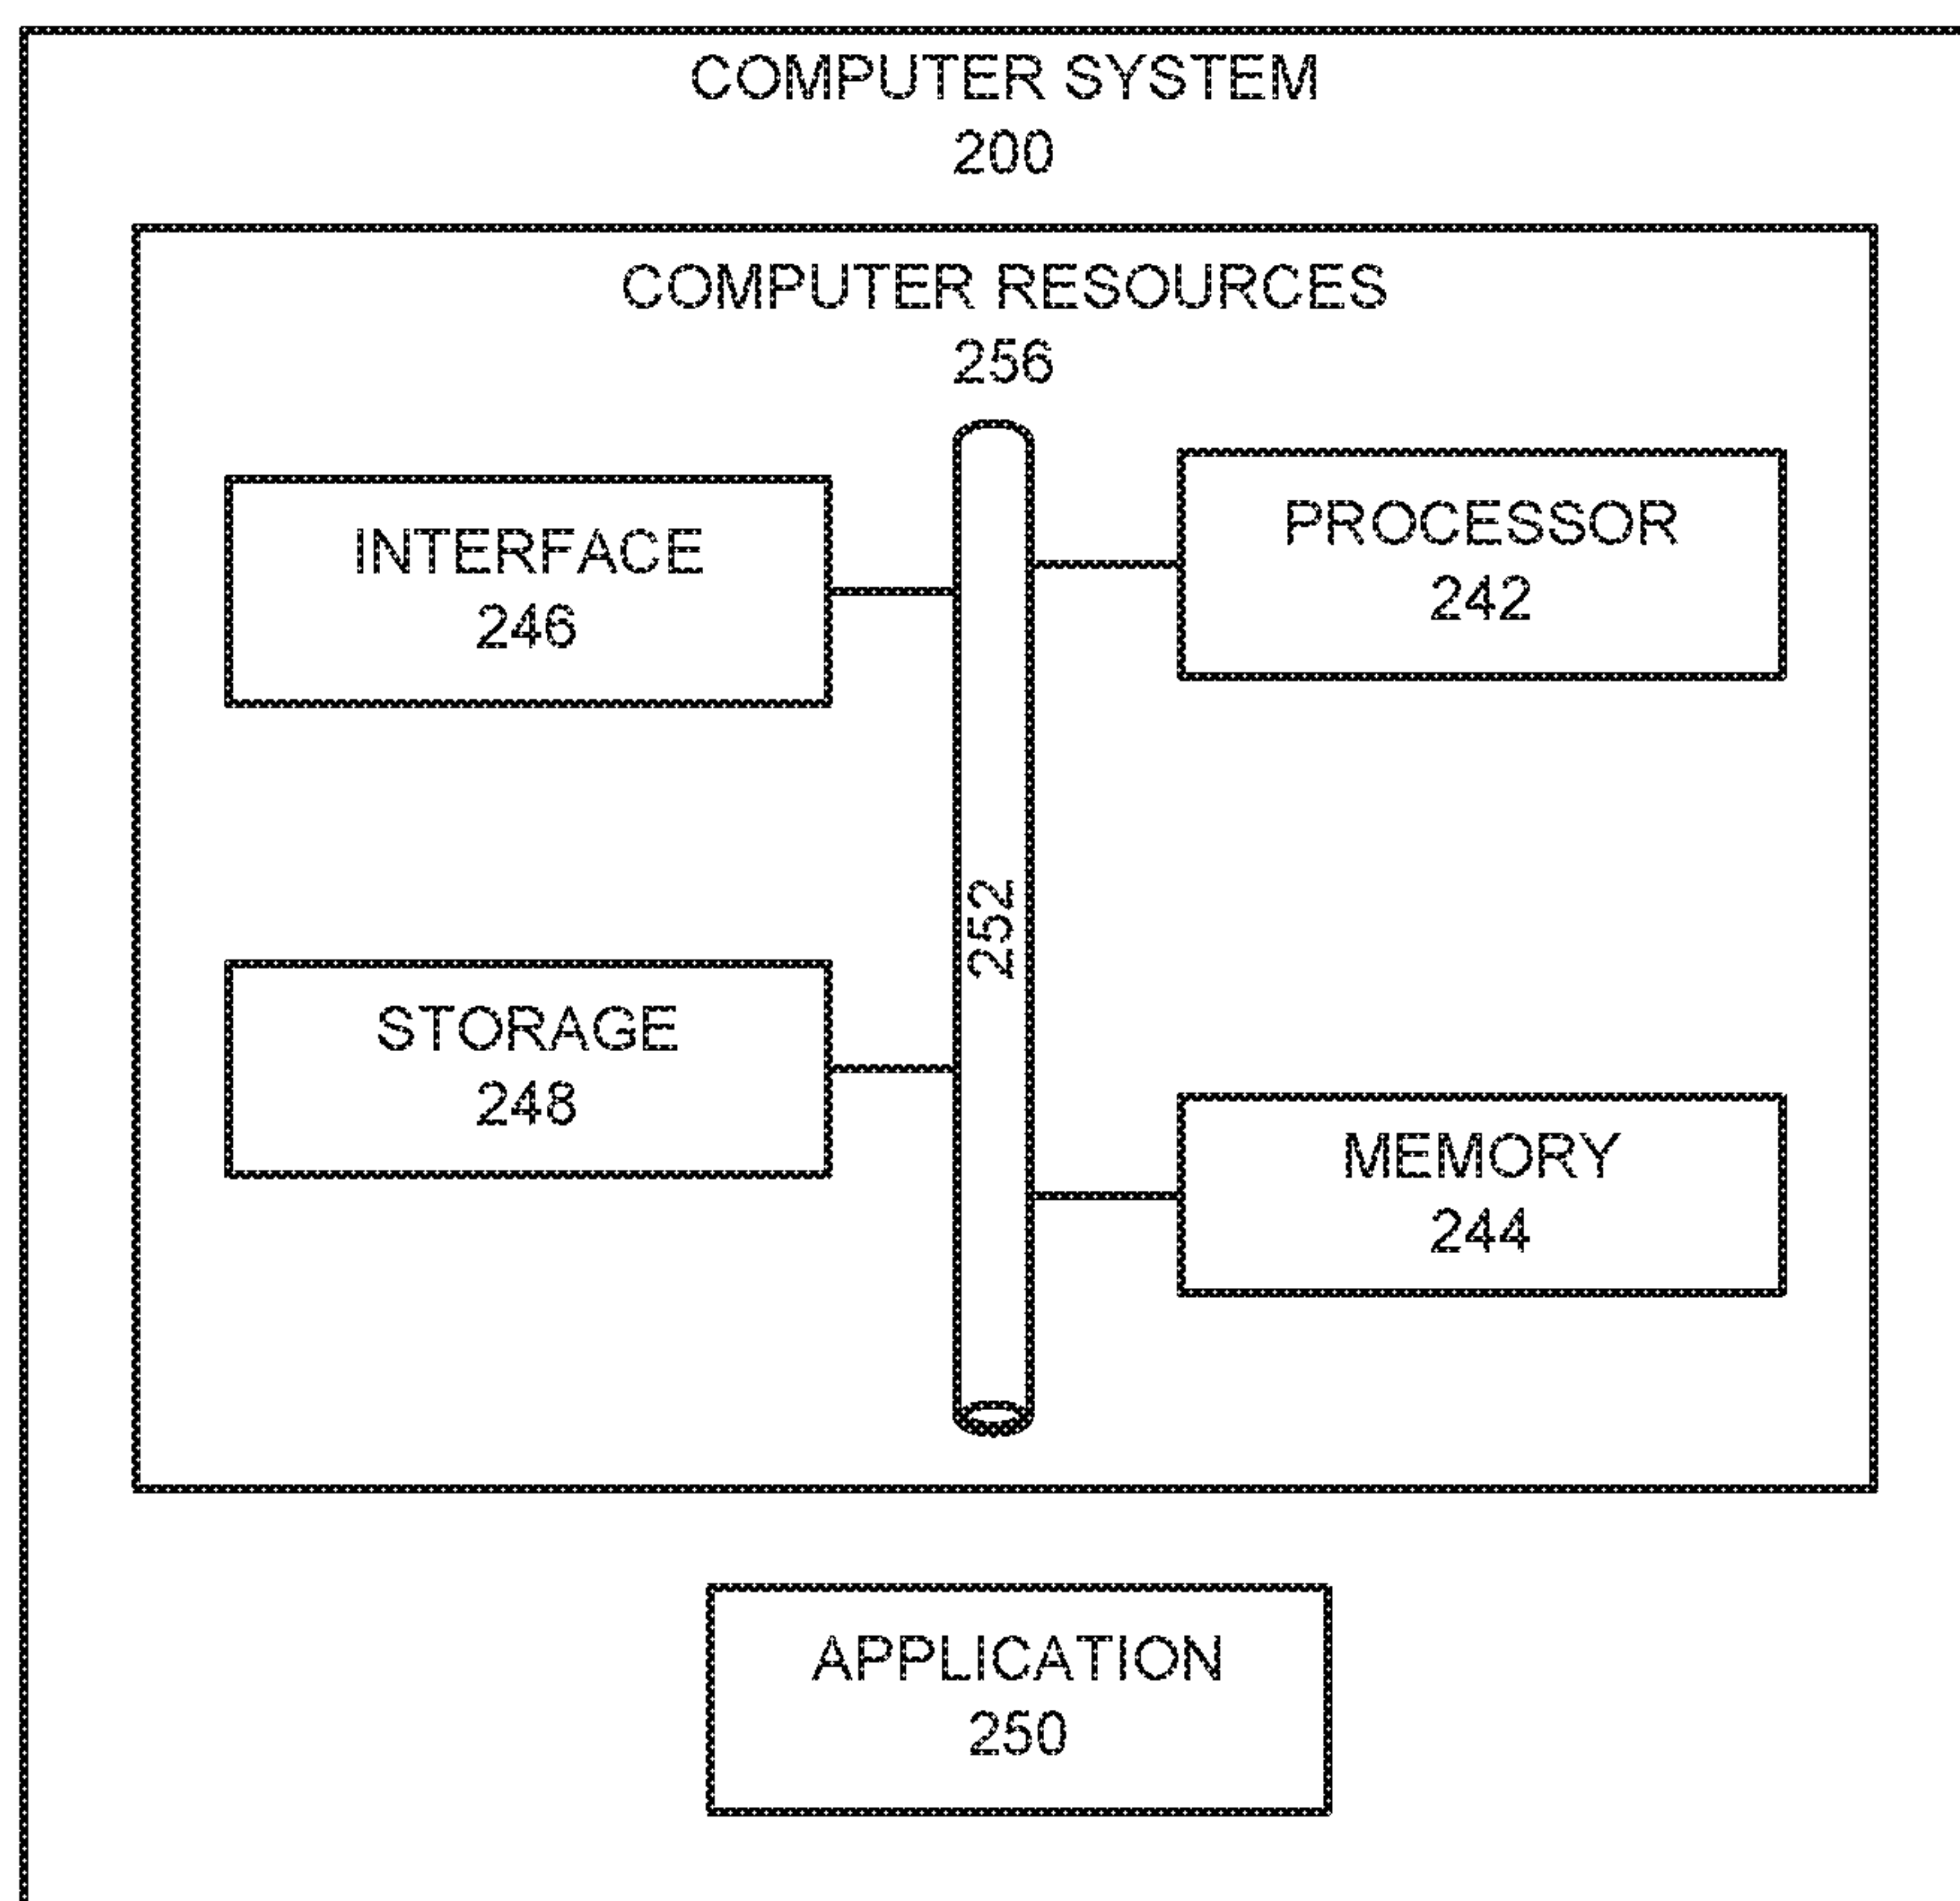 COMPUTER SYSTEM
200
COMPUTER RESOURCES
256
INTERFACE
246
PROCESSOR
242
252
STORAGE
248
MEMORY
244
APPLICATION
250